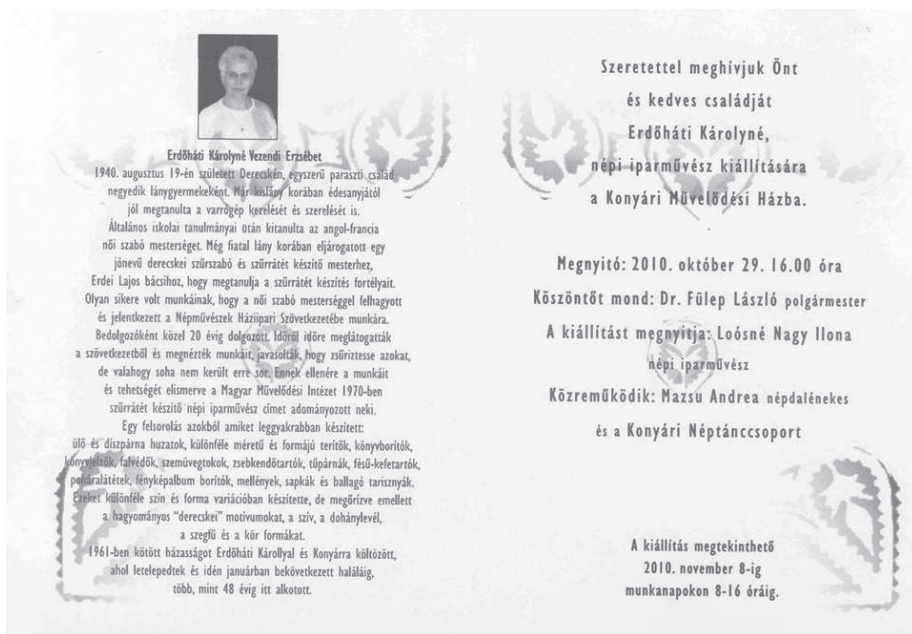 Erdőháti Károlyné Vezendi Erzsébet
1940. augusztus 19-én született Derecskén, egyszerű paraszti család
negyedik lánygyermekeként. Már kislány korában édesanyjától
jól megtanulta a varrógép kezelését és szerelését is.
Általános iskolai tanulmányai után kitanulta az angol-francia
női szabó mesterséget. Még fiatal lány korában eljárogatott egy
jónevű derecskei szűrszabó és szűrrátét készítő mesterhez,
Erdei Lajos bácsihoz, hogy megtanulja a szűrrátét készítés fortélyait.
Olyan sikere volt munkáinak, hogy a női szabó mesterséggel felhagyott
és jelentkezett a Népművészek Háziipari Szövetkezetébe munkára.
Bedolgozóként közel 20 évig dolgozott. Időről időre meglátogatták
a szövetkezetből és megnézték munkáit, javasolták, hogy zsűriztesse azokat,
de valahogy soha nem került erre sor. Ennek ellenére a munkáit
és tehetségét elismerve a Magyar Művelődési Intézet 1970-ben
szűrrátét készítő népi iparművész címet adományozott neki.
Egy felsorolás azokból amiket leggyakrabban készített:
ülő és díszpárna huzatok, különféle méretű és formájú terítők, könyvborítók,
könyvjelzők, falvédők, szemüvegtokok, zsebkendőtartók, tűpárnák, fésű-kefetartók,
poháralátétek, fényképalbum borítók, mellények, sapkák és ballagó tarisznyák.
Ezeket különféle szín és forma variációban készítette, de megőrizve emellett
a hagyományos "derecskei" motívumokat, a szív, a dohánylevél,
a szegfű és a kör formákat.
1961-ben kötött házasságot Erdőháti Károllyal és Konyárra költözött,
ahol letelepedtek és idén januárban bekövetkezett haláláig,
több, mint 48 évig itt alkotott.
Szeretettel meghívjuk Önt
és kedves családját
Erdőháti Károlyné,
népi iparművész kiállítására
a Konyári Művelődési Házba.
Megnyitó: 2010. október 29. 16.00 óra
Köszöntőt mond: Dr. Fülep László polgármester
A kiállítást megnyitja: Loósné Nagy Ilona
népi iparművész
Közreműködik: Mazsu Andrea népdalénekes
és a Konyári Néptánccsoport
A kiállítás megtekinthető
2010. november 8-ig
munkanapokon 8-16 óráig.